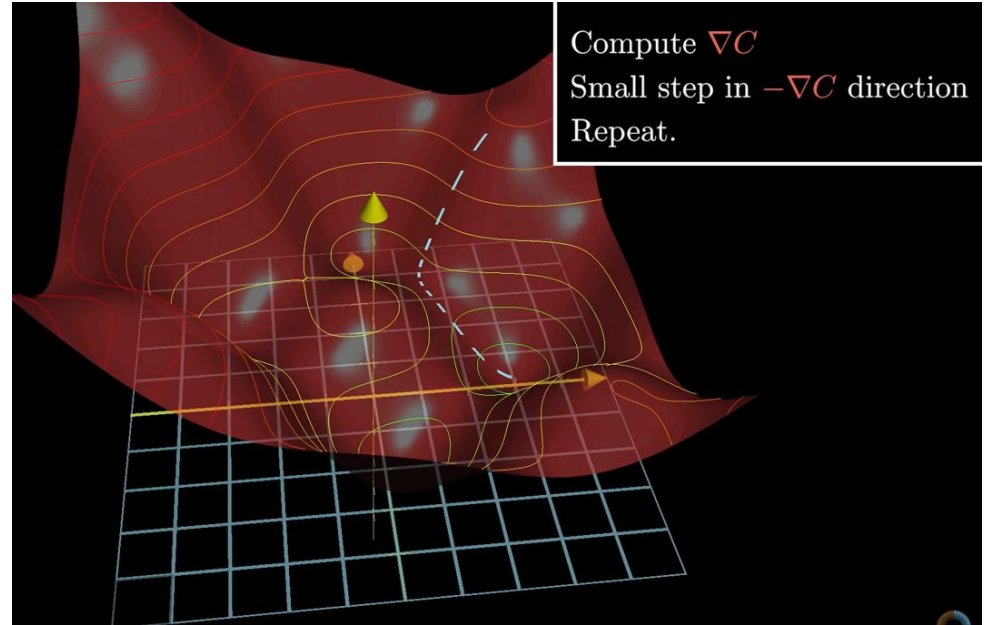 Compute ∇C
Small step in −∇C direction
Repeat.